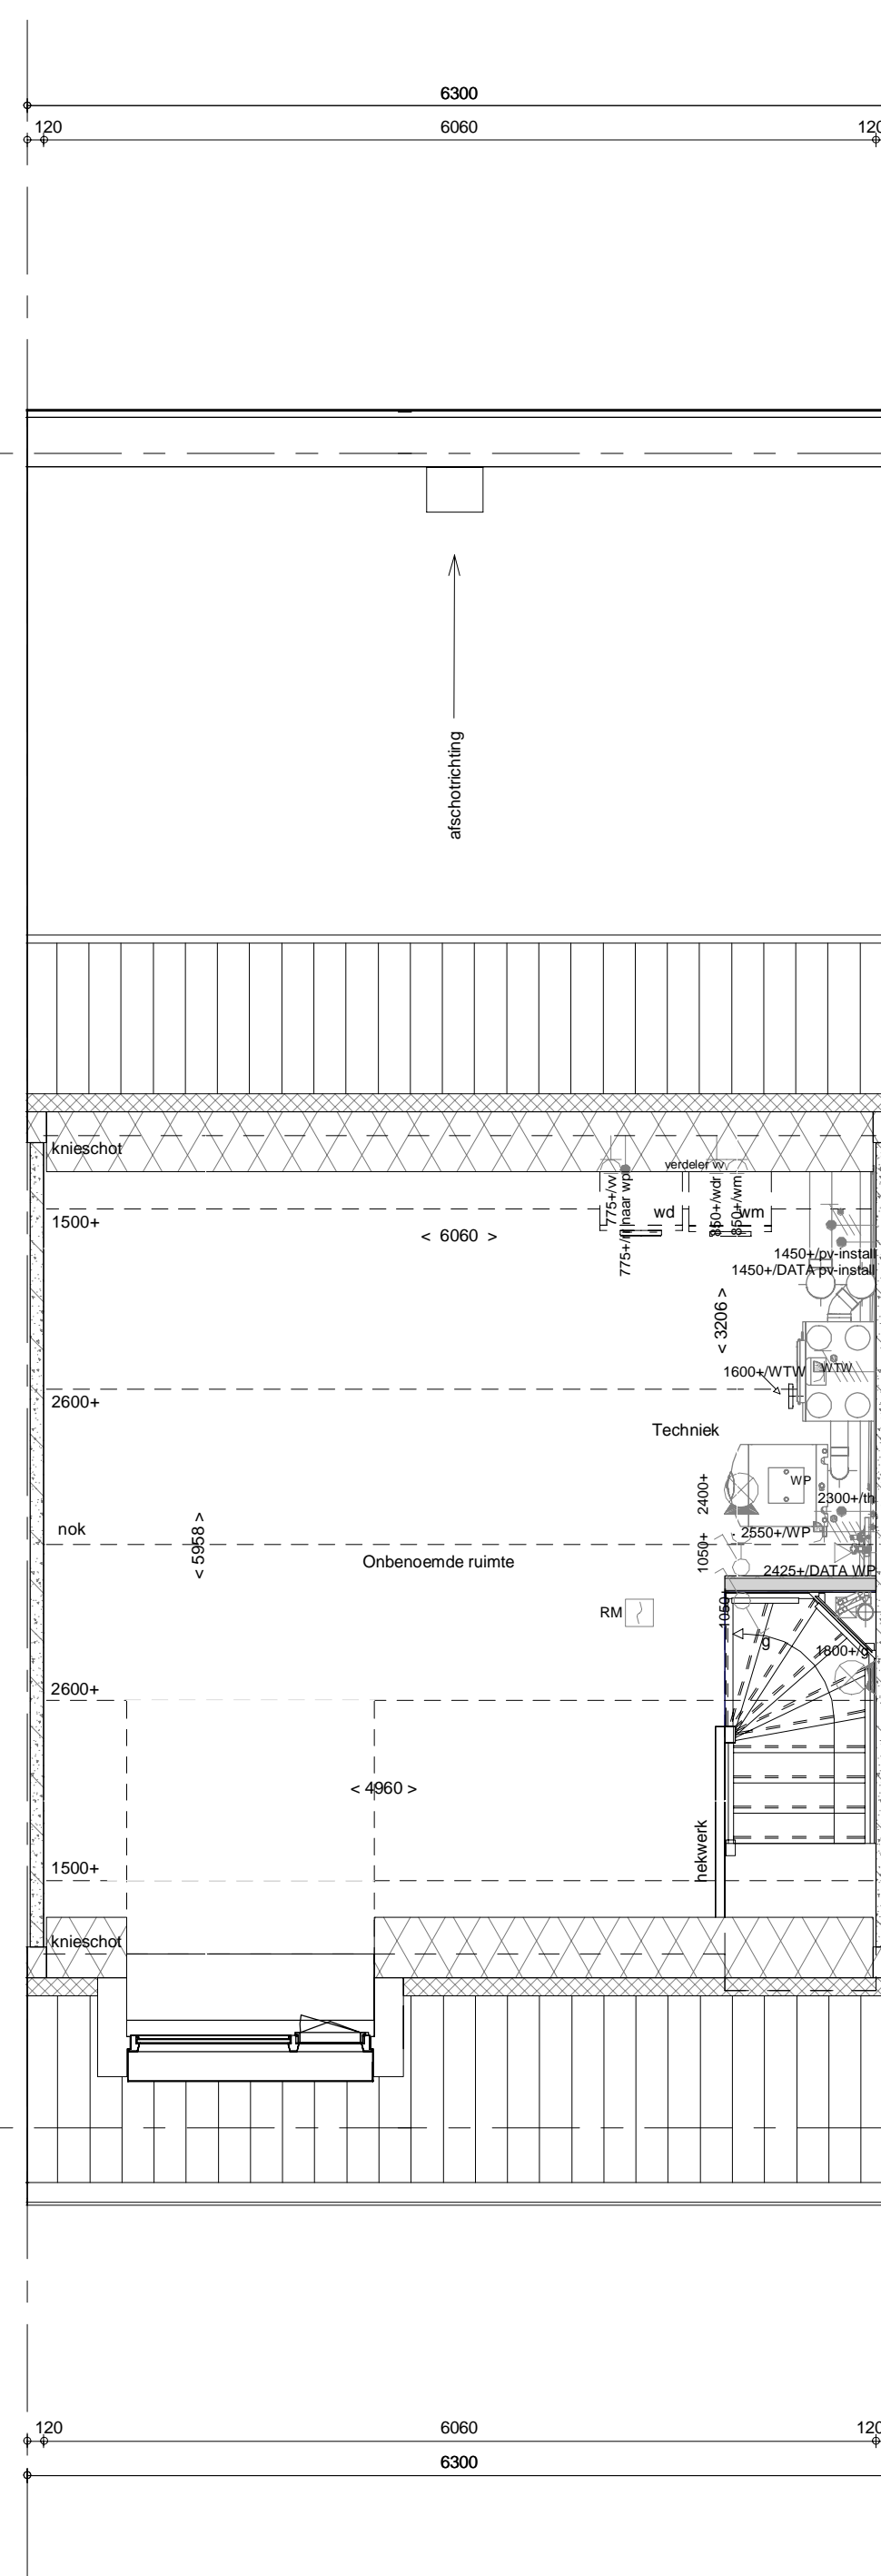 6300
120 6060 120
afschotrichting
knieschot
verdeler vv
775+/vv
775+/ri naar wp
wd
850+/wdr
850+/wm
wm
1500+
< 6060 >
1450+/pv-install
1450+/DATA pv-install
< 3206 >
1600+/WTW
WTW
2600+
Techniek
WP
2400+
2300+/th
nok
< 5958 >
1050+
2550+/WP
Onbenoemde ruimte
2425+/DATA WP
RM
1050+
g
1800+/g
2600+
< 4960 >
hekwerk
1500+
knieschot
120 6060 120
6300